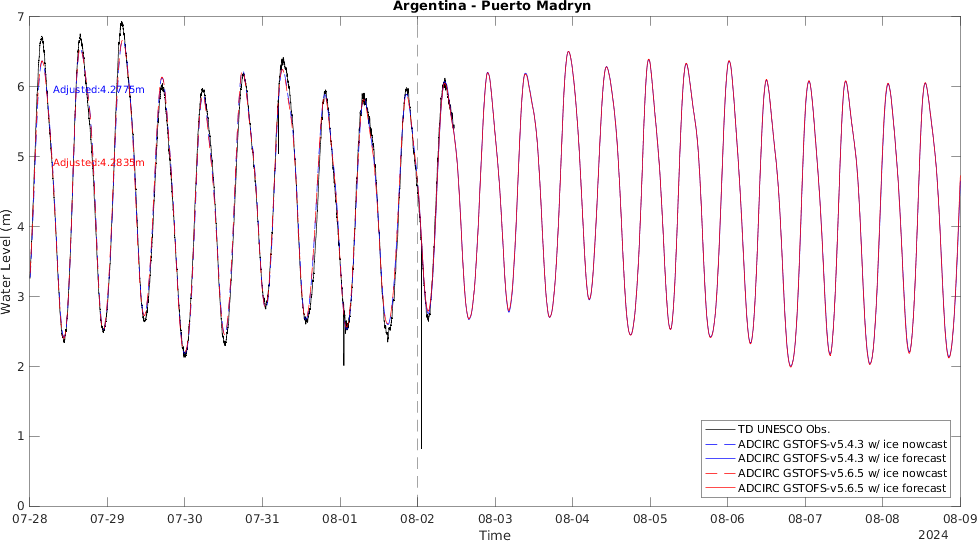 Argentina - Puerto Madryn
7
6
5
4
3
2
1
0
Water Level (m)
Adjusted:4.2775m
Adjusted:4.2835m
TD UNESCO Obs.
ADCIRC GSTOFS-v5.4.3 w/ ice nowcast
ADCIRC GSTOFS-v5.4.3 w/ ice forecast
ADCIRC GSTOFS-v5.6.5 w/ ice nowcast
ADCIRC GSTOFS-v5.6.5 w/ ice forecast
07-28 07-29 07-30 07-31 08-01 08-02 08-03 08-04 08-05 08-06 08-07 08-08 08-09
Time
2024